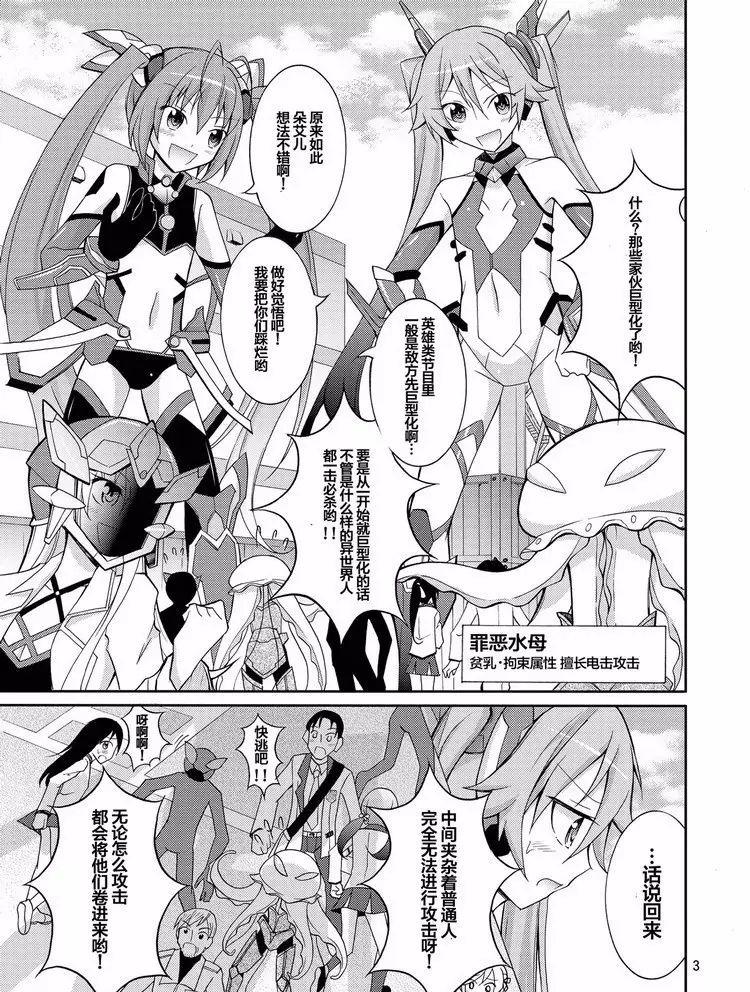 什么?那些家伙巨型化了哟!
英雄类节目里
一般是敌方先巨型化啊…
原来如此
朵艾儿
想法不错啊!
做好觉悟吧!
我要把你们踩烂哟
要是从一开始就巨型化的话
不管是什么样的异世界人
都一击必杀哟!!
罪恶水母
贫乳·拘束属性 擅长电击攻击
…话说回来
中间夹杂着普通人
完全无法进行攻击呀!
快逃吧!!
呀啊!
无论怎么攻击
都会将他们卷进来哟!
3